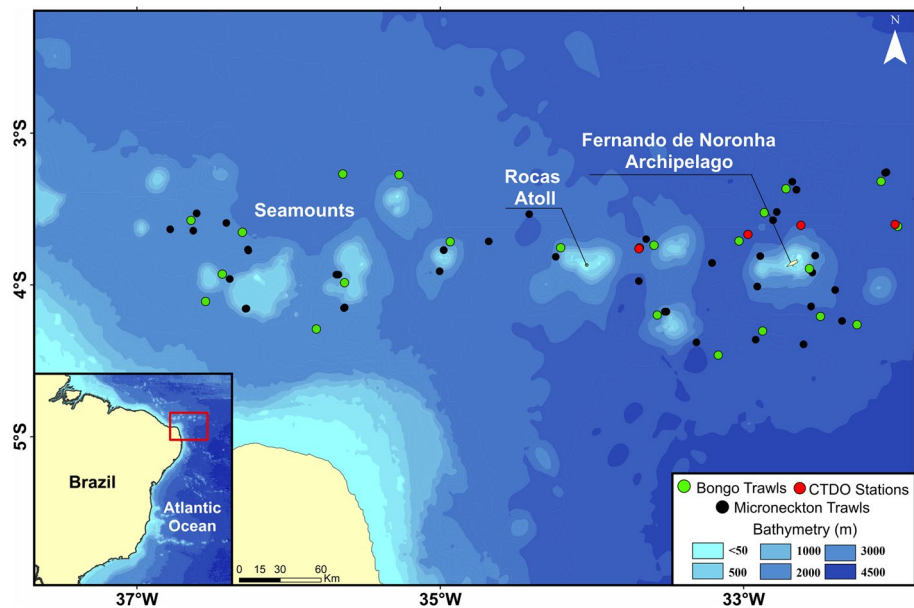 N
3°S
Fernando de Noronha
Archipelago
Rocas
Atoll
Seamounts
4°S
5°S
Brazil
Atlantic
Ocean
0 15 30 60
Km
Bongo Trawls CTDO Stations
Microneckton Trawls
Bathymetry (m)
<50 1000 3000
500 2000 4500
37°W 35°W 33°W